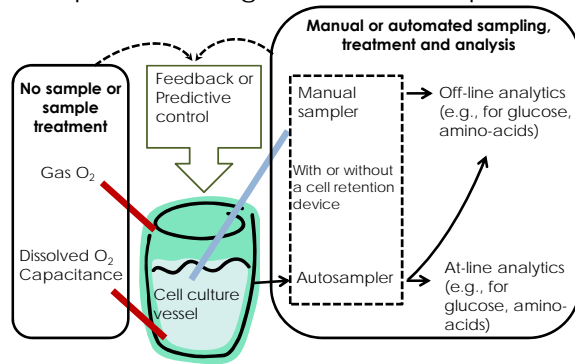 Manual or automated sampling,
treatment and analysis
No sample or
sample
treatment
Gas O₂
Dissolved O₂
Capacitance
Feedback or
Predictive
control
Cell culture
vessel
Manual
sampler
With or without
a cell retention
device
Autosampler
Off-line analytics
(e.g., for glucose,
amino-acids)
At-line analytics
(e.g., for
glucose, amino-
acids)